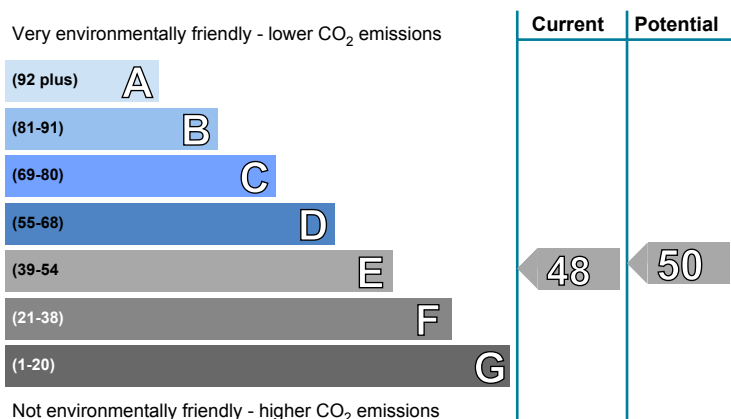 Very environmentally friendly - lower CO2 emissions
Current
Potential
(92 plus) A
(81-91) B
(69-80) C
(55-68) D
(39-54 E
48
50
(21-38) F
(1-20) G
Not environmentally friendly - higher CO2 emissions